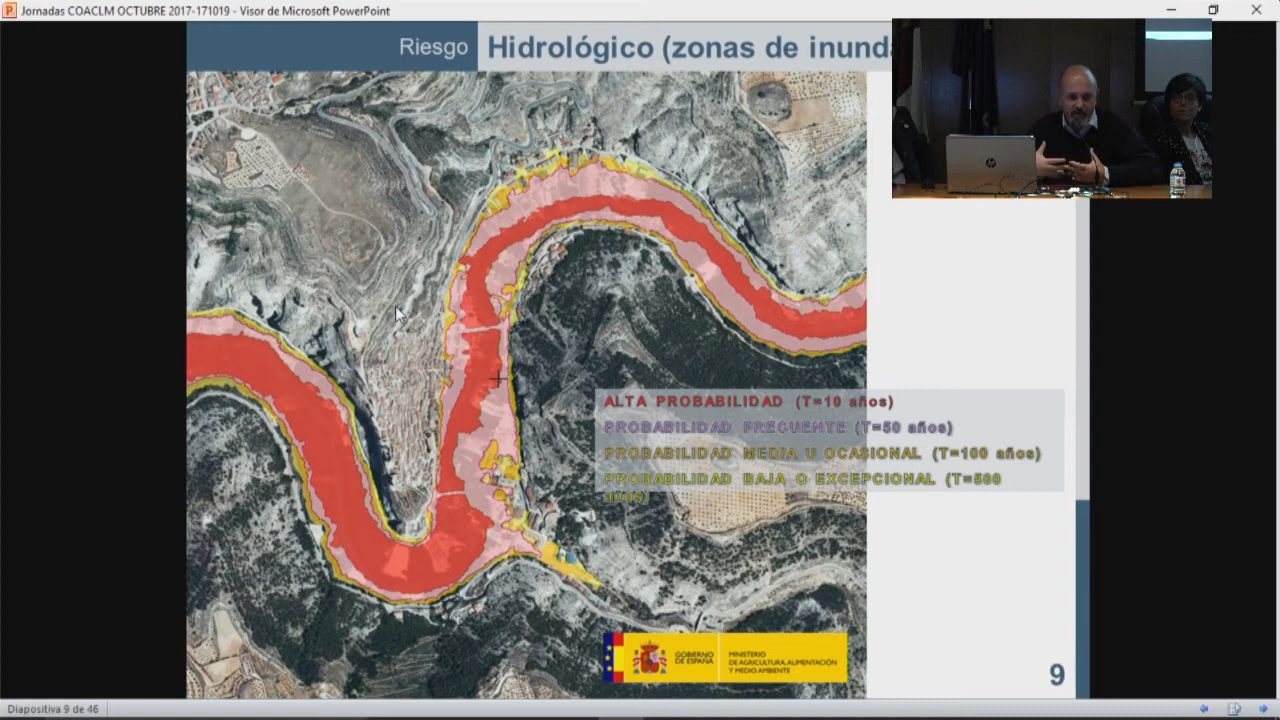 Jornadas COACLM OCTUBRE 2017-171019 - Visor de Microsoft PowerPoint
Riesgo
Hidrológico (zonas de inund
hp
ALTA PROBABILIDAD (T=10 años)
PROBABILIDAD FRECUENTE (T=50 años)
PROBABILIDAD MEDIA U OCASIONAL (T=100 años)
PROBABILIDAD BAJA O EXCEPCIONAL (T=500
años)
GOBIERNO
DE ESPAÑA
MINISTERIO
DE AGRICULTURA, ALIMENTACIÓN
Y MEDIO AMBIENTE
9
Diapositiva 9 de 46